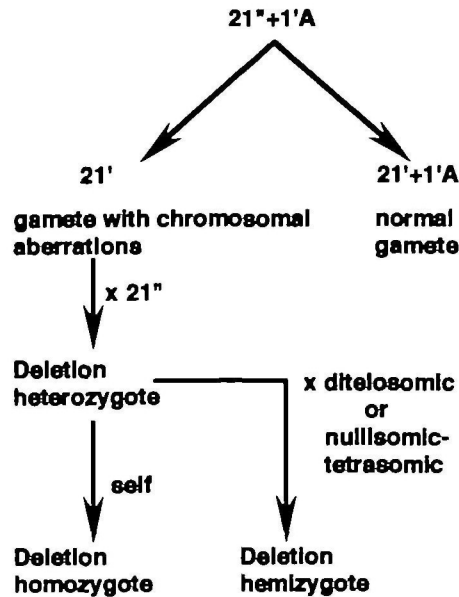 21"+1'A
21'
21'+1'A
gamete with chromosomal
aberrations
normal
gamete
x 21"
Deletion
heterozygote
x ditelosomic
or
nullisomic-
tetrasomic
self
Deletion
homozygote
Deletion
hemizygote